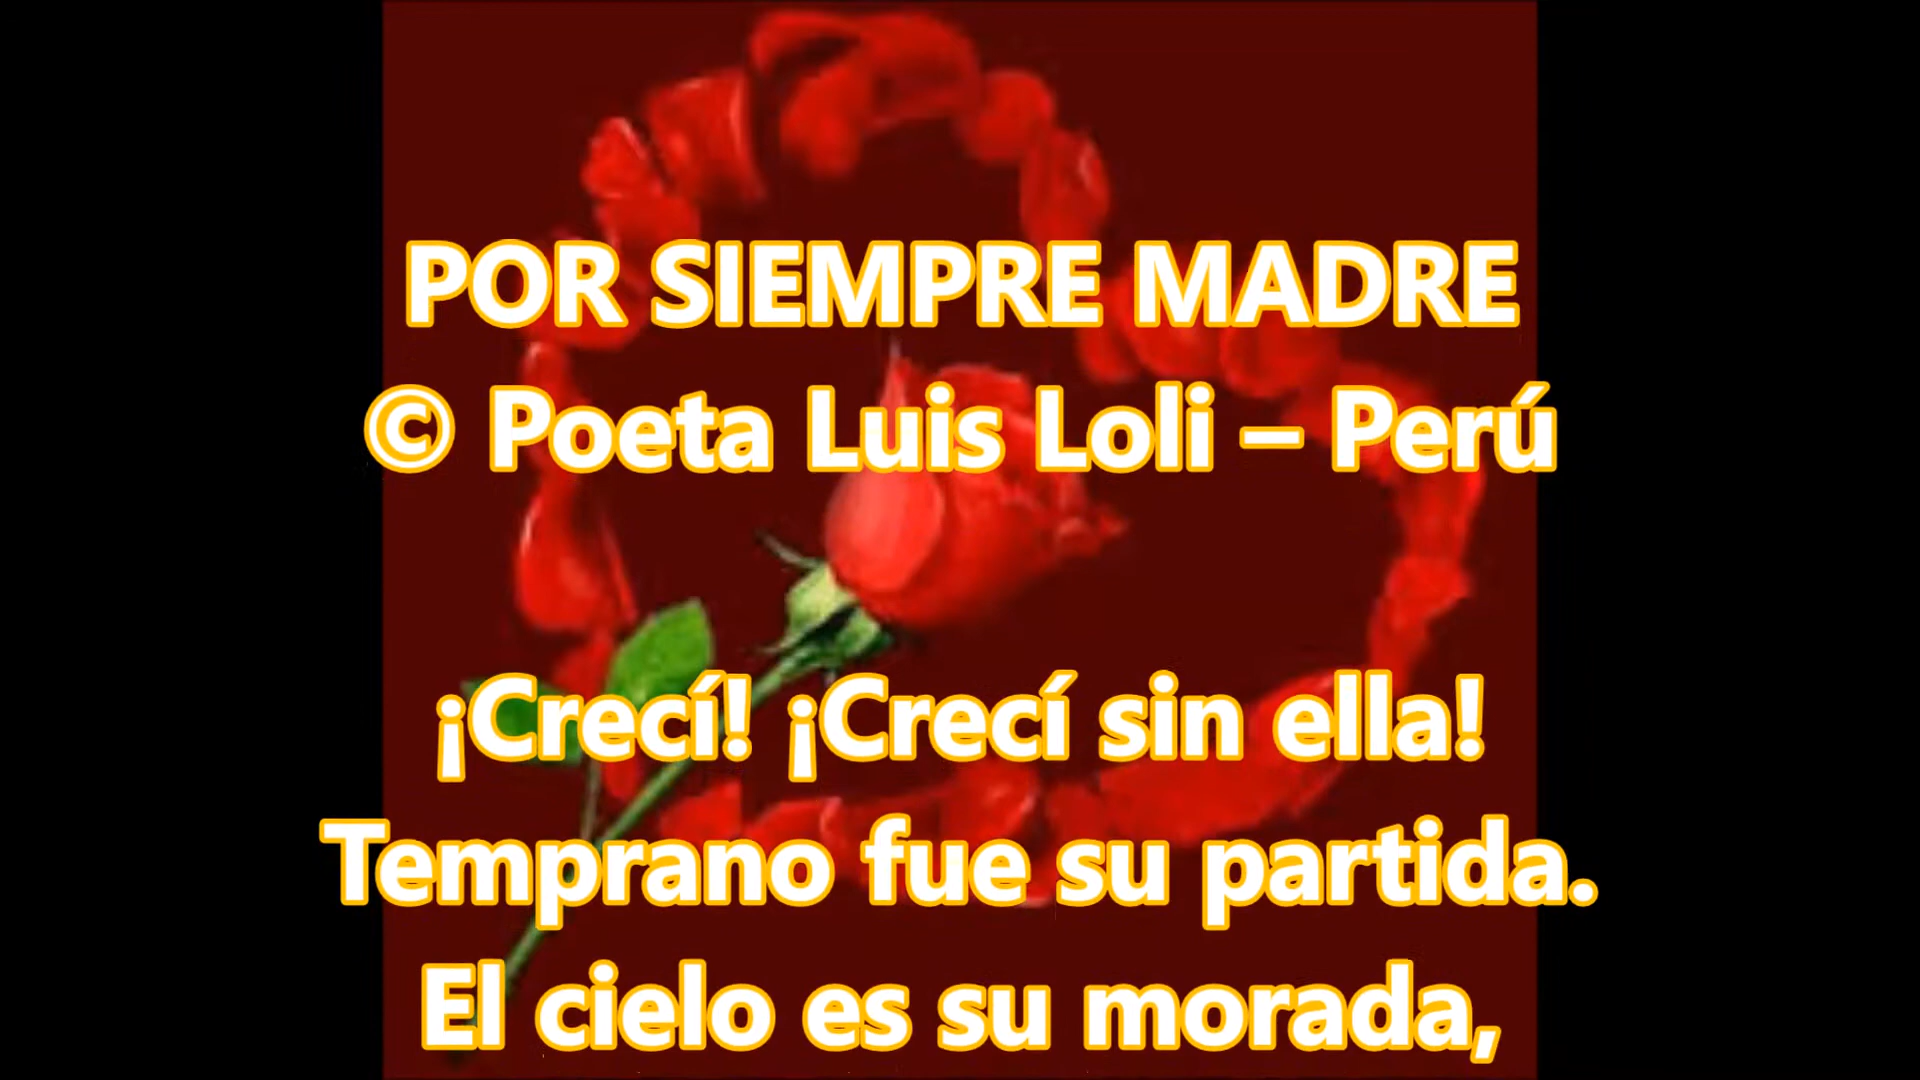 POR SIEMPRE MADRE
© Poeta Luis Loli – Perú
¡Crecí! ¡Crecí sin ella!
Temprano fue su partida.
El cielo es su morada,